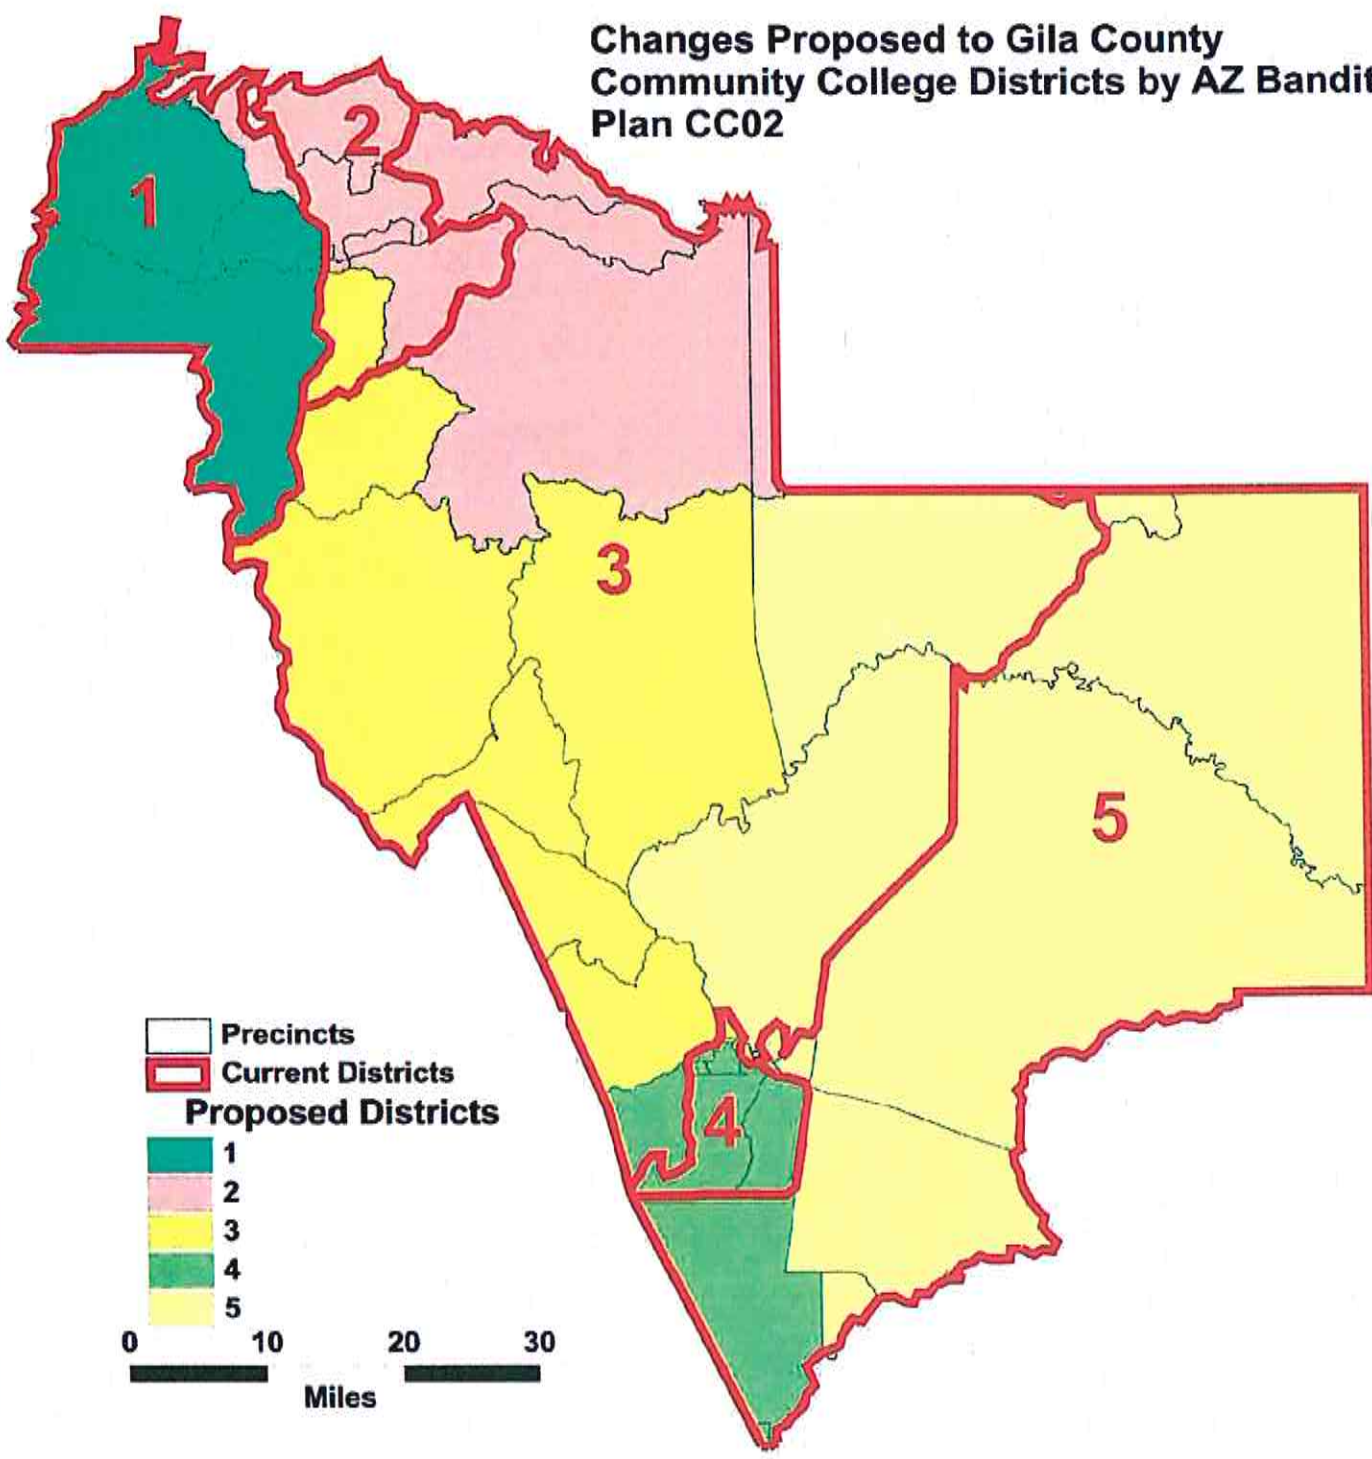 Changes Proposed to Gila County
Community College Districts by AZ Bandit
Plan CC02
2
1
3
5
4
Precincts
Current Districts
Proposed Districts
1
2
3
4
5
0 10 20 30
Miles